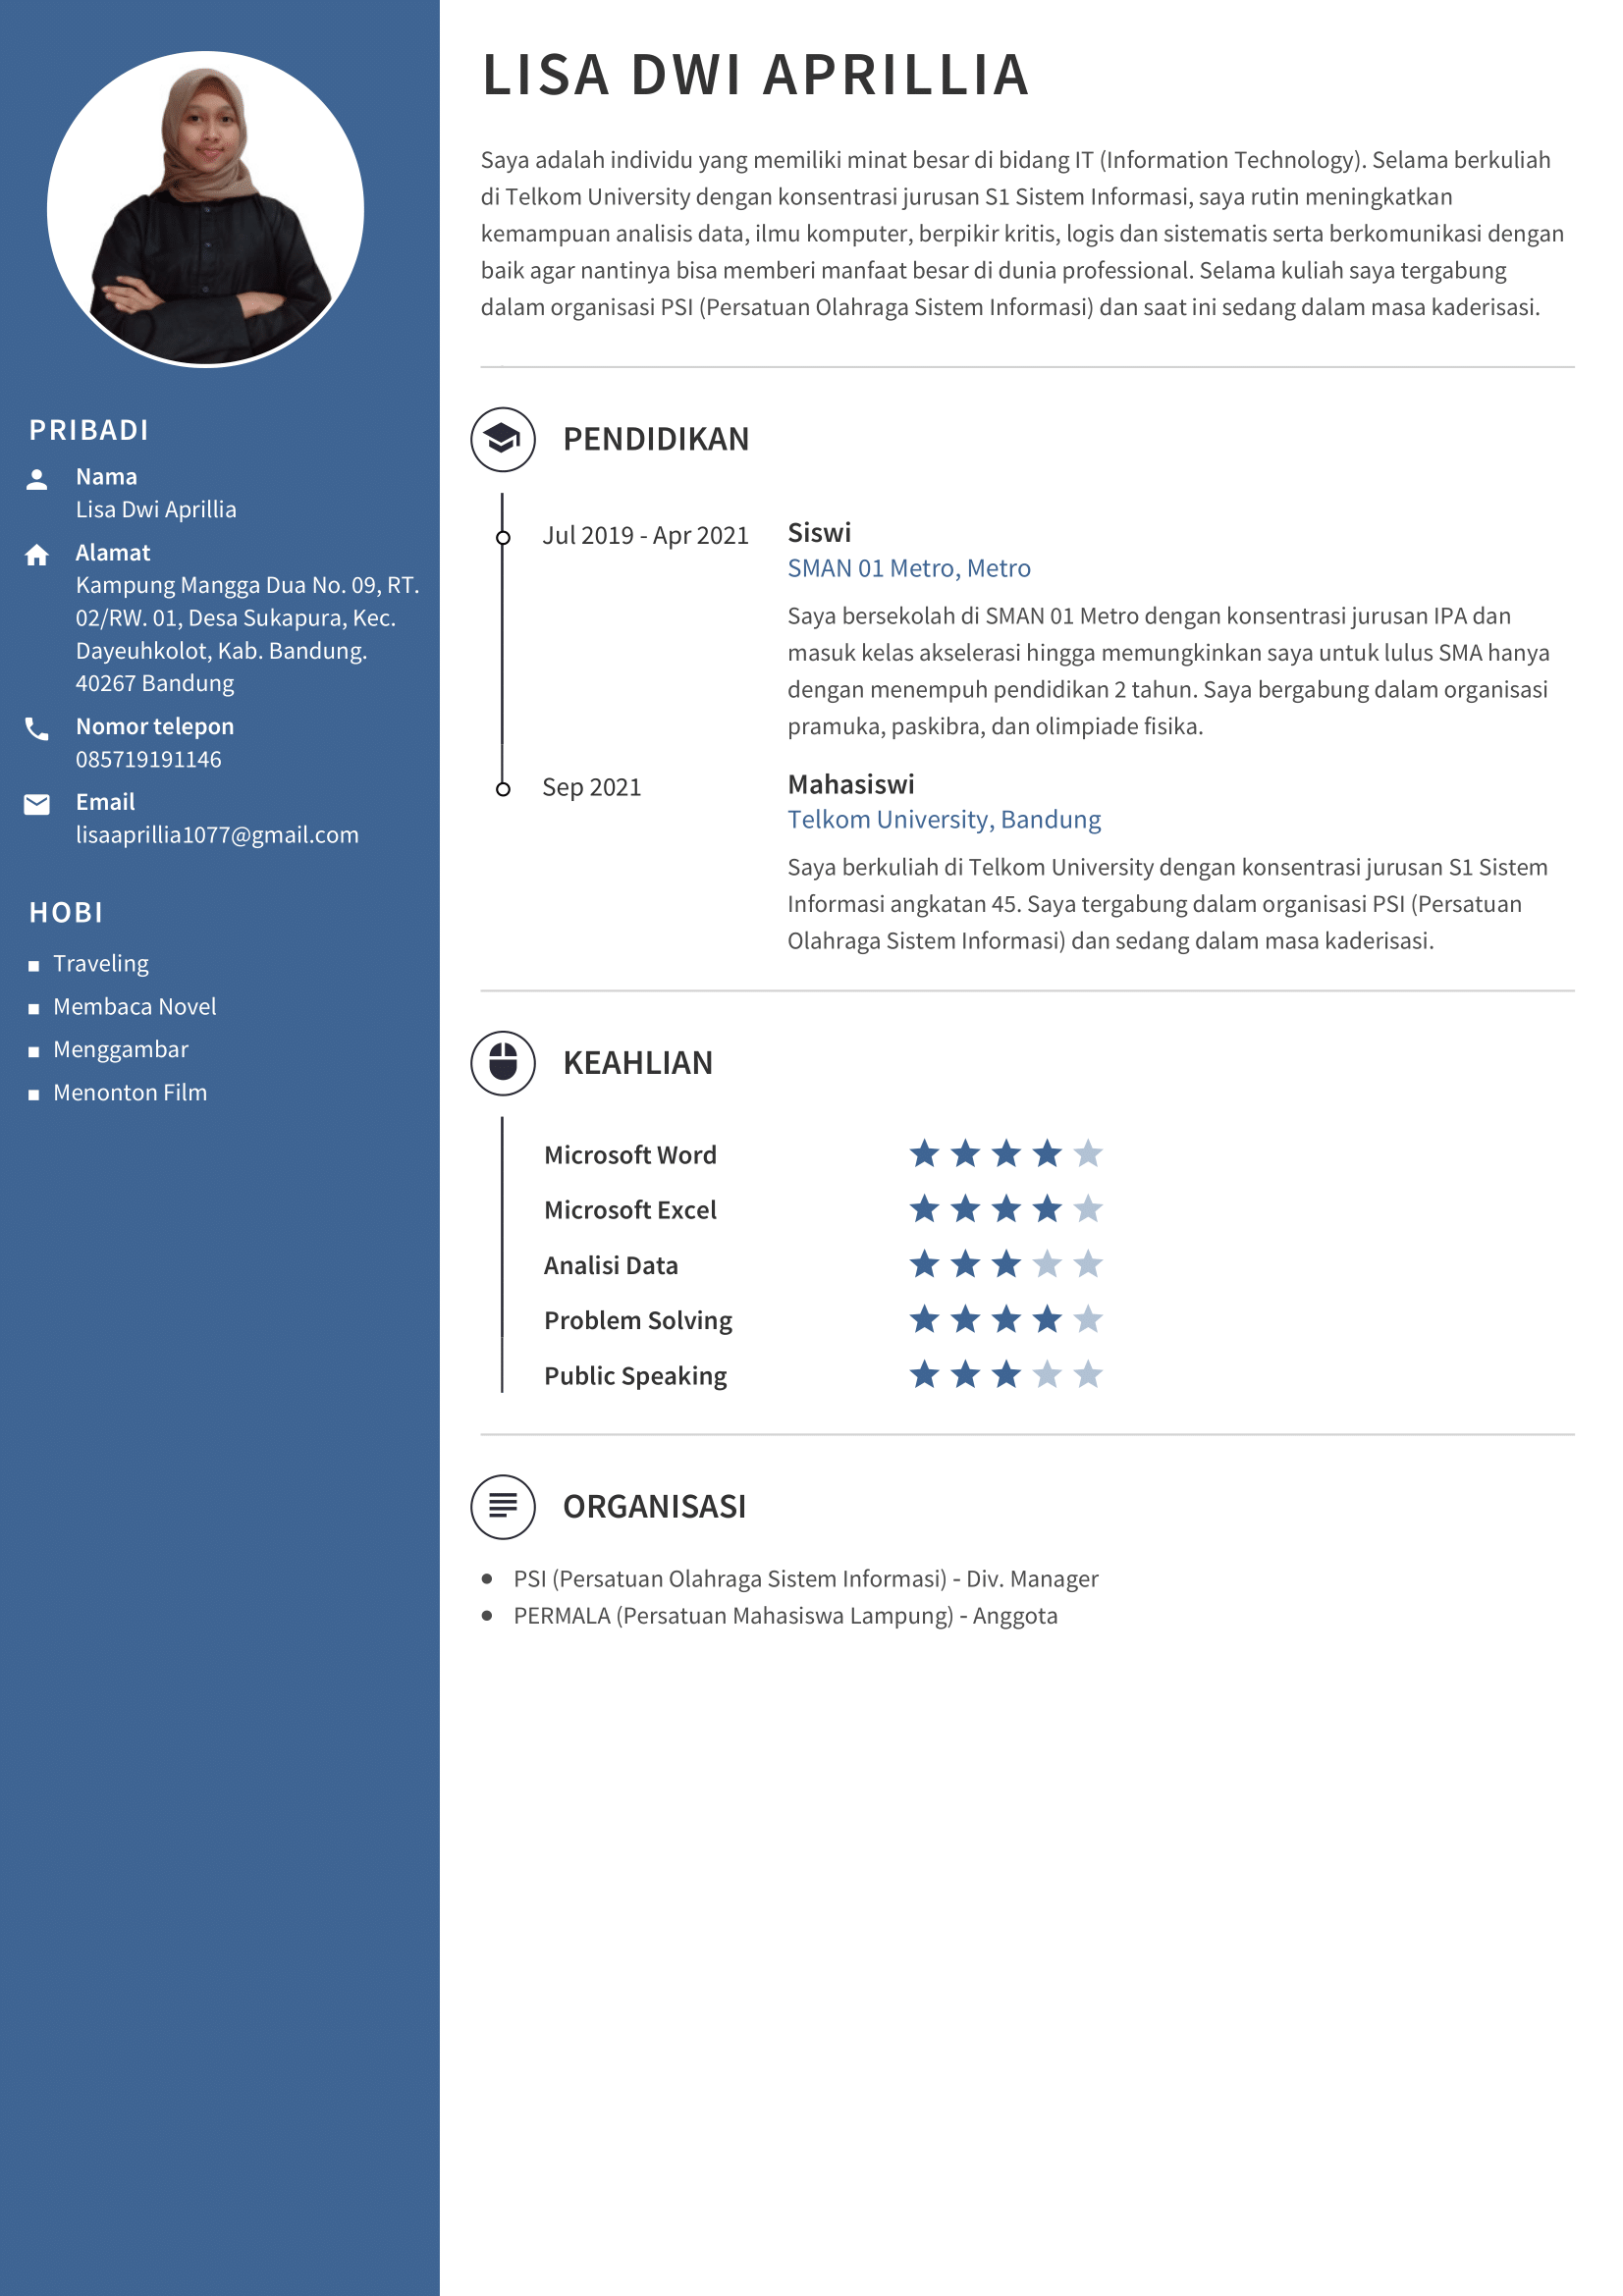 LISA DWI APRILLIA
Saya adalah individu yang memiliki minat besar di bidang IT (Information Technology). Selama berkuliah
di Telkom University dengan konsentrasi jurusan S1 Sistem Informasi, saya rutin meningkatkan
kemampuan analisis data, ilmu komputer, berpikir kritis, logis dan sistematis serta berkomunikasi dengan
baik agar nantinya bisa memberi manfaat besar di dunia professional. Selama kuliah saya tergabung
dalam organisasi PSI (Persatuan Olahraga Sistem Informasi) dan saat ini sedang dalam masa kaderisasi.
PRIBADI
Nama
Lisa Dwi Aprillia
Alamat
Kampung Mangga Dua No. 09, RT.
02/RW. 01, Desa Sukapura, Kec.
Dayeuhkolot, Kab. Bandung.
40267 Bandung
Nomor telepon
085719191146
Email
lisaaprillia1077@gmail.com
HOBI
Traveling
Membaca Novel
Menggambar
Menonton Film
PENDIDIKAN
Jul 2019 - Apr 2021
Siswi
SMAN 01 Metro, Metro
Saya bersekolah di SMAN 01 Metro dengan konsentrasi jurusan IPA dan
masuk kelas akselerasi hingga memungkinkan saya untuk lulus SMA hanya
dengan menempuh pendidikan 2 tahun. Saya bergabung dalam organisasi
pramuka, paskibra, dan olimpiade fisika.
Sep 2021
Mahasiswi
Telkom University, Bandung
Saya berkuliah di Telkom University dengan konsentrasi jurusan S1 Sistem
Informasi angkatan 45. Saya tergabung dalam organisasi PSI (Persatuan
Olahraga Sistem Informasi) dan sedang dalam masa kaderisasi.
KEAHLIAN
Microsoft Word
Microsoft Excel
Analisi Data
Problem Solving
Public Speaking
ORGANISASI
PSI (Persatuan Olahraga Sistem Informasi) - Div. Manager
PERMALA (Persatuan Mahasiswa Lampung) - Anggota